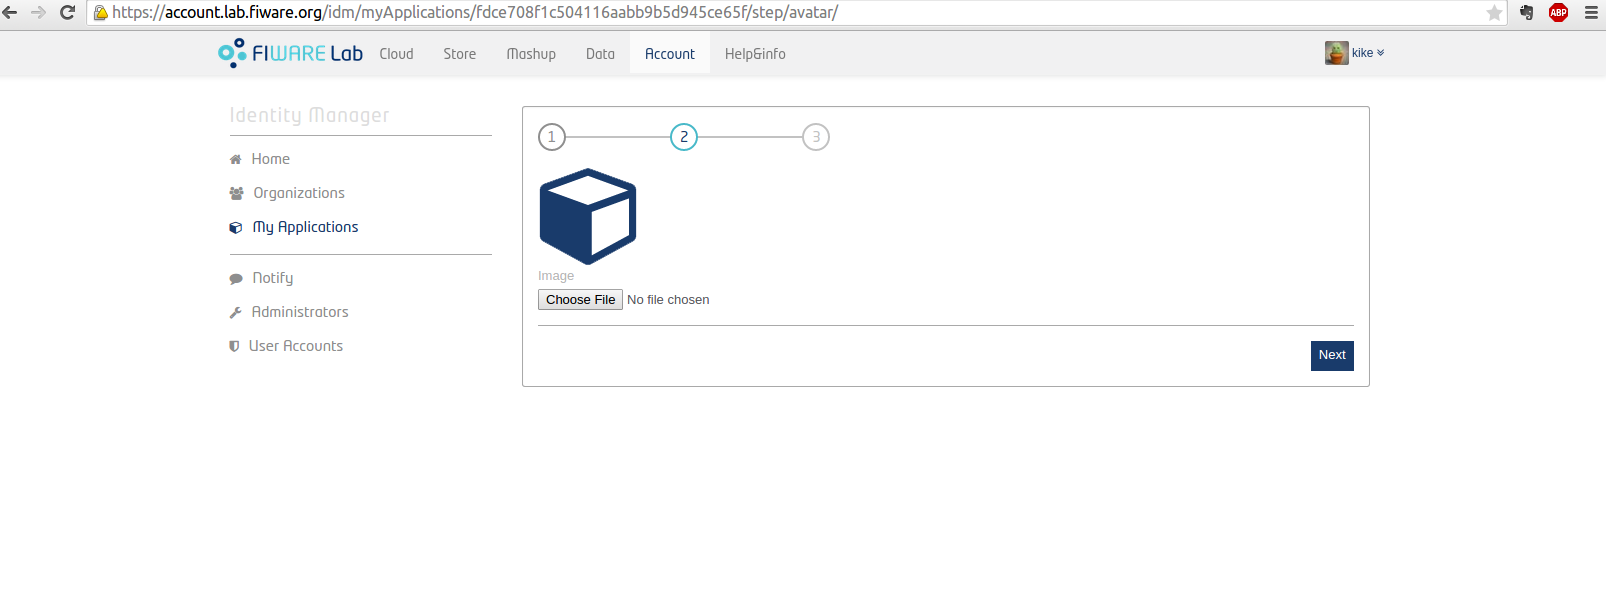 https://account.lab.fiware.org/idm/myApplications/fdce708f1c504116aabb9b5d945ce65f/step/avatar/
ABP
FIWARE Lab Cloud Store Mashup Data Account Help&info kike
Identity Manager
Home
Organizations
My Applications
Notify
Administrators
User Accounts
1 2 3
Image
Choose File No file chosen
Next